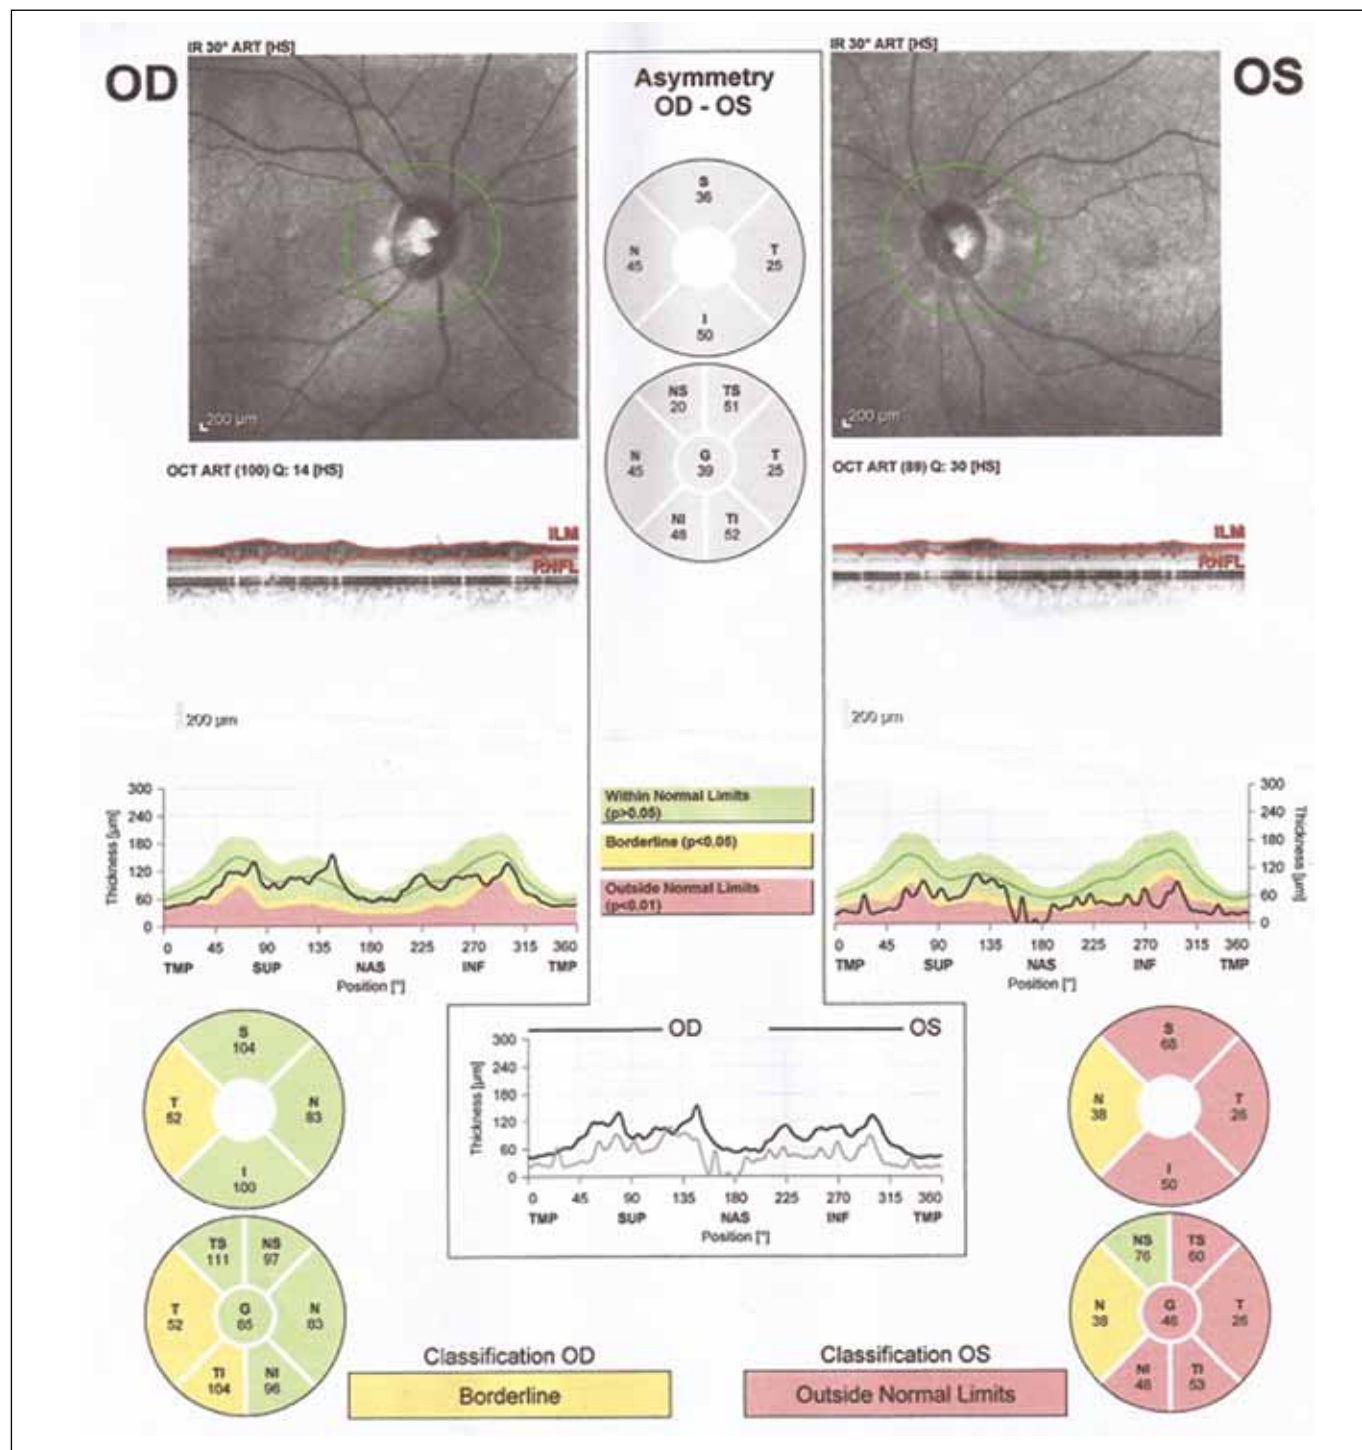 IR 30° ART [HS]
OD
Asymmetry
OD - OS
IR 30° ART [HS]
OS
S
36
N
45
T
25
I
50
NS
20
TS
51
N
45
G
39
T
25
NI
48
TI
52
200 µm
200 µm
OCT ART (100) Q: 14 [HS]
OCT ART (89) Q: 30 [HS]
ILM
RNFL
ILM
RNFL
200 µm
200 µm
Within Normal Limits
(p>0.05)
Borderline (p<0.05)
Outside Normal Limits
(p<0.01)
Thickness [µm]
300
240
180
120
60
0
0 45 90 135 180 225 270 315 360
TMP SUP NAS INF TMP
Position [°]
300
240
180
120
60
0
Thickness [µm]
0 45 90 135 180 225 270 315 360
TMP SUP NAS INF TMP
Position [°]
S
104
T
52
N
83
I
100
OD OS
Thickness [µm]
300
240
180
120
60
0
0 45 90 135 180 225 270 315 360
TMP SUP NAS INF TMP
Position [°]
S
68
N
38
T
26
I
50
TS
111
NS
97
T
52
G
85
N
83
TI
104
NI
96
NS
76
TS
60
N
38
G
46
T
26
NI
48
TI
53
Classification OD
Borderline
Classification OS
Outside Normal Limits